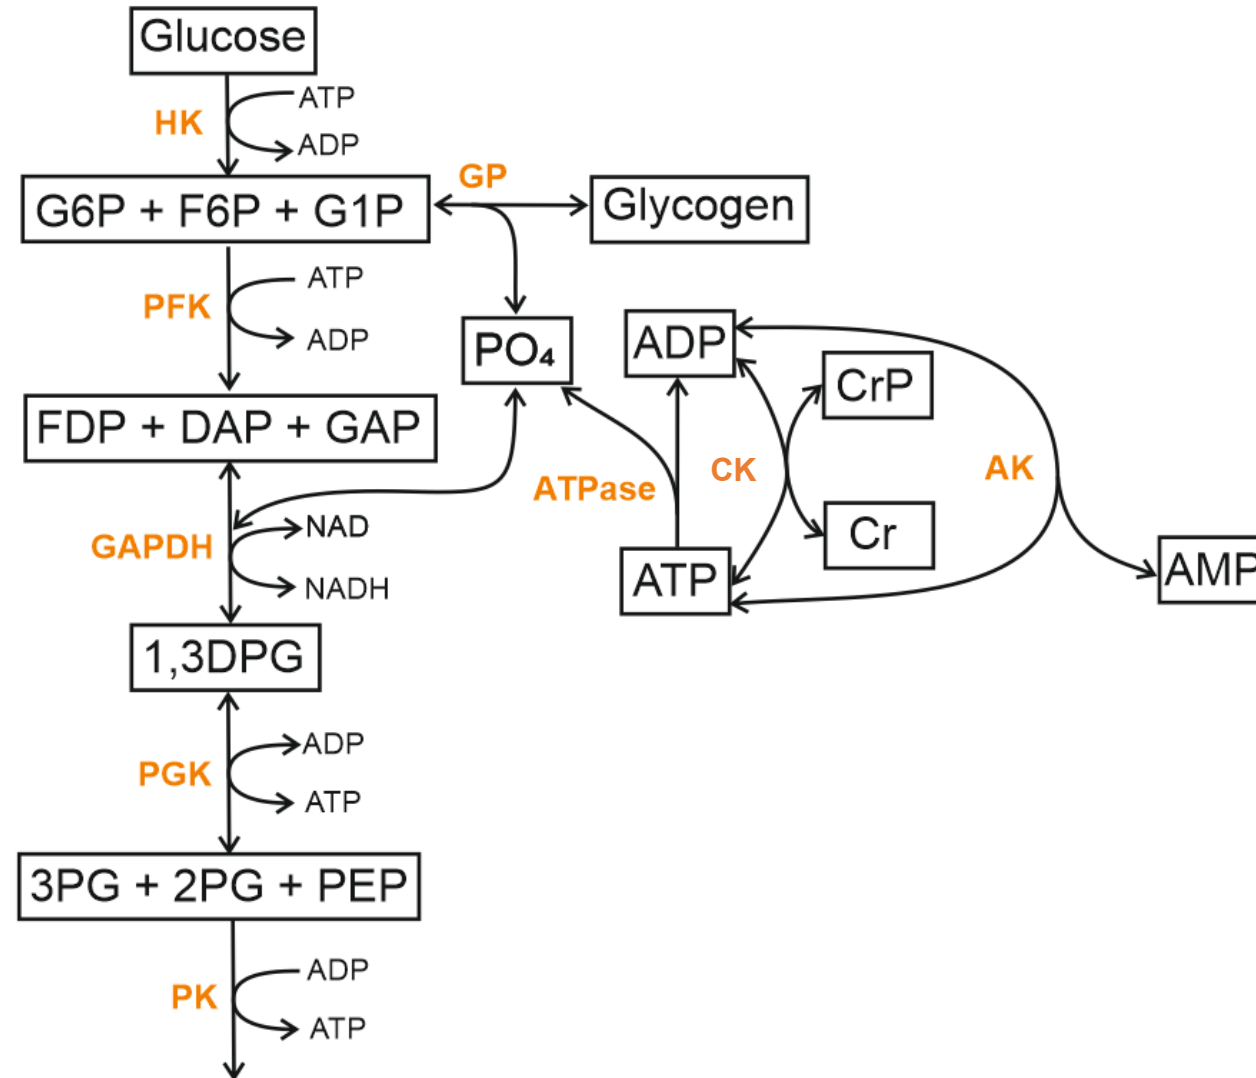 Glucose
HK
ATP
ADP
G6P + F6P + G1P
GP
Glycogen
PFK
ATP
ADP
PO₄
ADP
CrP
FDP + DAP + GAP
ATPase
CK
AK
GAPDH
NAD
NADH
Cr
ATP
AMP
1,3DPG
PGK
ADP
ATP
3PG + 2PG + PEP
PK
ADP
ATP